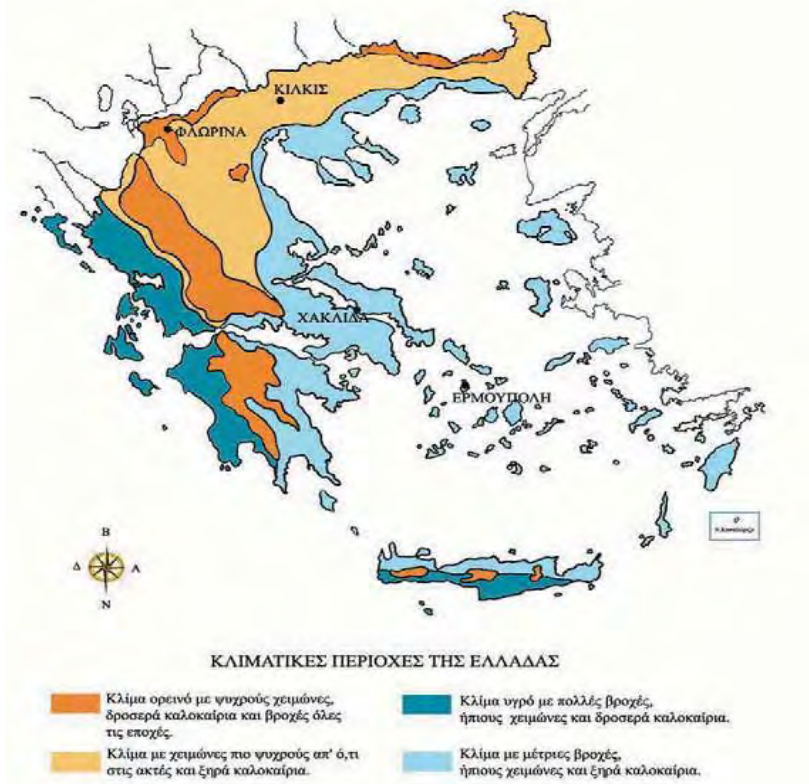 ΚΙΛΚΙΣ
ΦΛΩΡΙΝΑ
ΧΑΚΛΙΔΑ
ΕΡΜΟΥΠΟΛΗ
Β
Δ
Α
Ν
ΚΛΙΜΑΤΙΚΕΣ ΠΕΡΙΟΧΕΣ ΤΗΣ ΕΛΛΑΔΑΣ
Κλίμα ορεινό με ψυχρούς χειμώνες,
δροσερά καλοκαίρια και βροχές όλες
τις εποχές.
Κλίμα με χειμώνες πιο ψυχρούς απ' ό,τι
στις ακτές και ξηρά καλοκαίρια.
Κλίμα υγρό με πολλές βροχές,
ήπιους χειμώνες και δροσερά καλοκαίρια.
Κλίμα με μέτριες βροχές,
ήπιους χειμώνες και ξηρά καλοκαίρια.